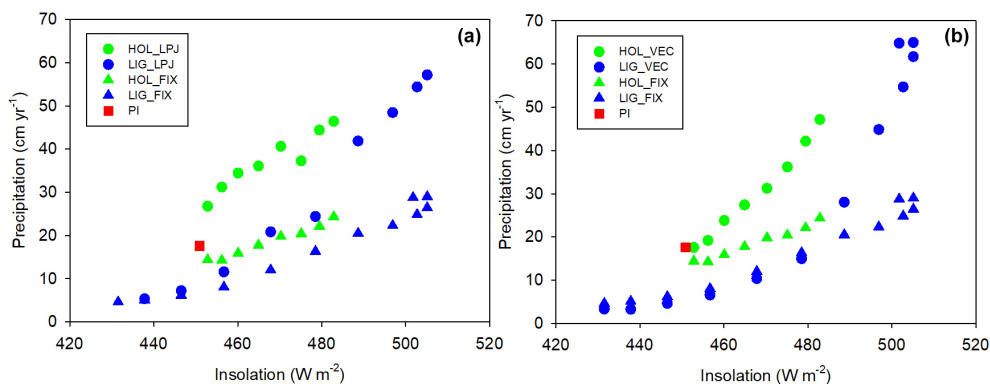 (a)
HOL_LPJ
LIG_LPJ
HOL_FIX
LIG_FIX
PI
Precipitation (cm yr⁻¹)
70
60
50
40
30
20
10
0
420 440 460 480 500 520
Insolation (W m⁻²)
(b)
HOL_VEC
LIG_VEC
HOL_FIX
LIG_FIX
PI
Precipitation (cm yr⁻¹)
70
60
50
40
30
20
10
0
420 440 460 480 500 520
Insolation (W m⁻²)